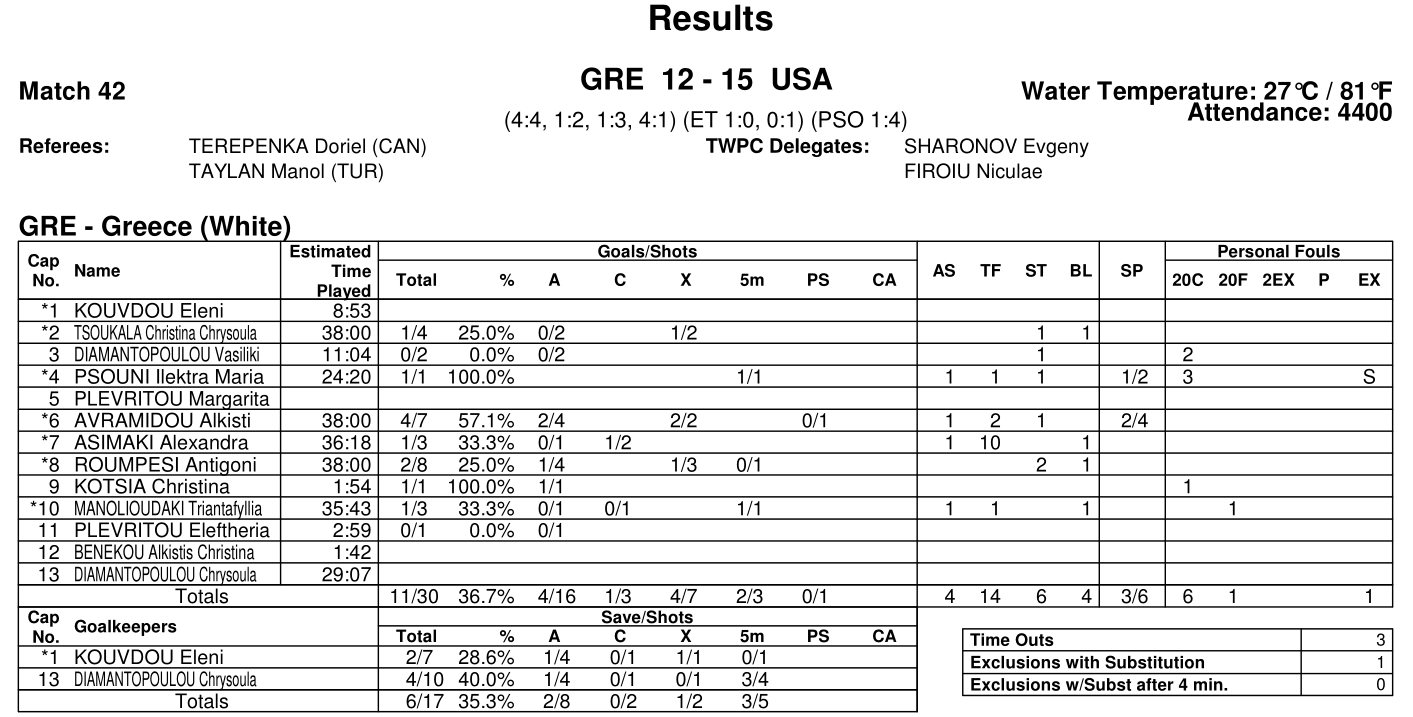 Results
Match 42
GRE 12 - 15 USA
Water Temperature: 27°C / 81°F
Attendance: 4400
(4:4, 1:2, 1:3, 4:1) (ET 1:0, 0:1) (PSO 1:4)
Referees: TEREPENKA Doriel (CAN) TWPC Delegates: SHARONOV Evgeny
TAYLAN Manol (TUR) FIROIU Niculae
GRE - Greece (White)
Cap No. Name Estimated Time Played Goals/Shots AS TF ST BL SP Personal Fouls
Total % A C X 5m PS CA 20C 20F 2EX P EX
*1 KOUVDOU Eleni 8:53
*2 TSOUKALA Christina Chrysoula 38:00 1/4 25.0% 0/2 1/2 1 1
3 DIAMANTOPOULOU Vasiliki 11:04 0/2 0.0% 0/2 1 2
*4 PSOUNI Ilektra Maria 24:20 1/1 100.0% 1/1 1 1 1 1/2 3 S
5 PLEVRITOU Margarita
*6 AVRAMIDOU Alkisti 38:00 4/7 57.1% 2/4 2/2 0/1 1 2 1 2/4
*7 ASIMAKI Alexandra 36:18 1/3 33.3% 0/1 1/2 1 10 1
*8 ROUMPESI Antigoni 38:00 2/8 25.0% 1/4 1/3 0/1 2 1
9 KOTSIA Christina 1:54 1/1 100.0% 1/1 1
*10 MANOLIOUDAKI Triantafyllia 35:43 1/3 33.3% 0/1 0/1 1/1 1 1 1 1
11 PLEVRITOU Eleftheria 2:59 0/1 0.0% 0/1
12 BENEKOU Alkistis Christina 1:42
13 DIAMANTOPOULOU Chrysoula 29:07
Totals 11/30 36.7% 4/16 1/3 4/7 2/3 0/1 4 14 6 4 3/6 6 1 1
Cap No. Goalkeepers Save/Shots
Total % A C X 5m PS CA
*1 KOUVDOU Eleni 2/7 28.6% 1/4 0/1 1/1 0/1
13 DIAMANTOPOULOU Chrysoula 4/10 40.0% 1/4 0/1 0/1 3/4
Totals 6/17 35.3% 2/8 0/2 1/2 3/5
Time Outs 3
Exclusions with Substitution 1
Exclusions w/Subst after 4 min. 0